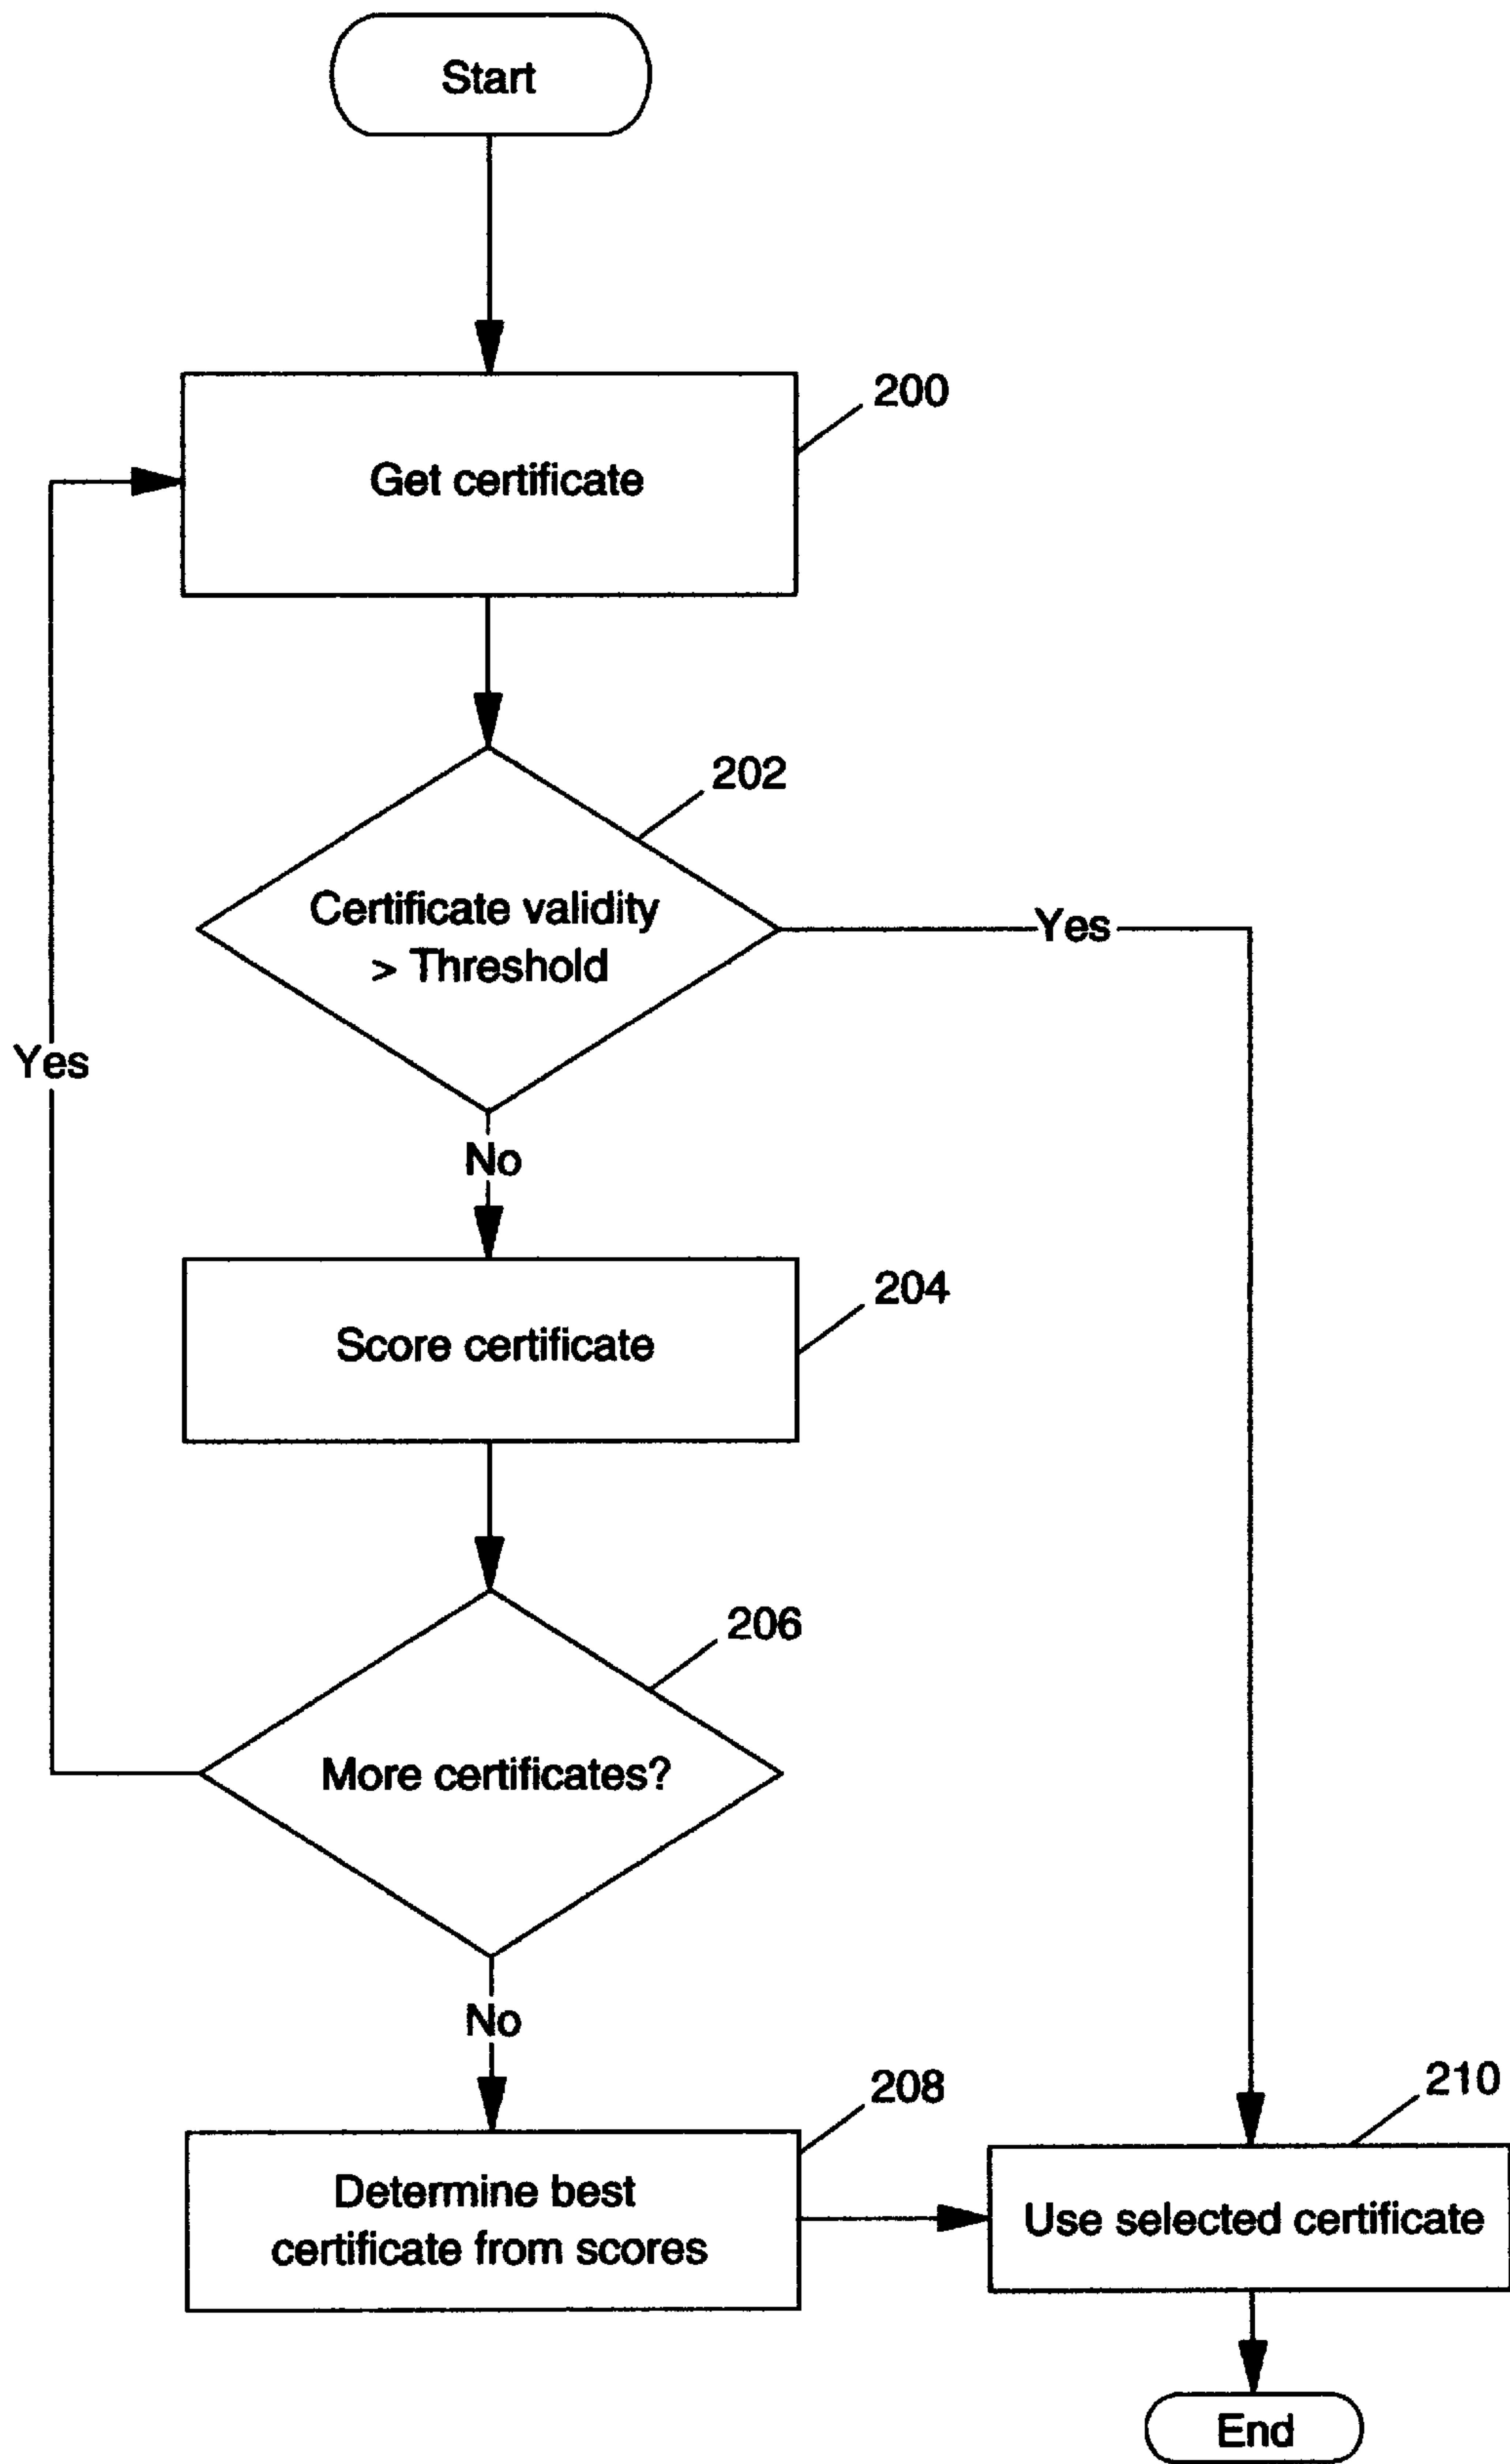 Start
200
Get certificate
202
Certificate validity
> Threshold
Yes
Yes
No
204
Score certificate
206
More certificates?
No
208
210
Determine best
certificate from scores
Use selected certificate
End